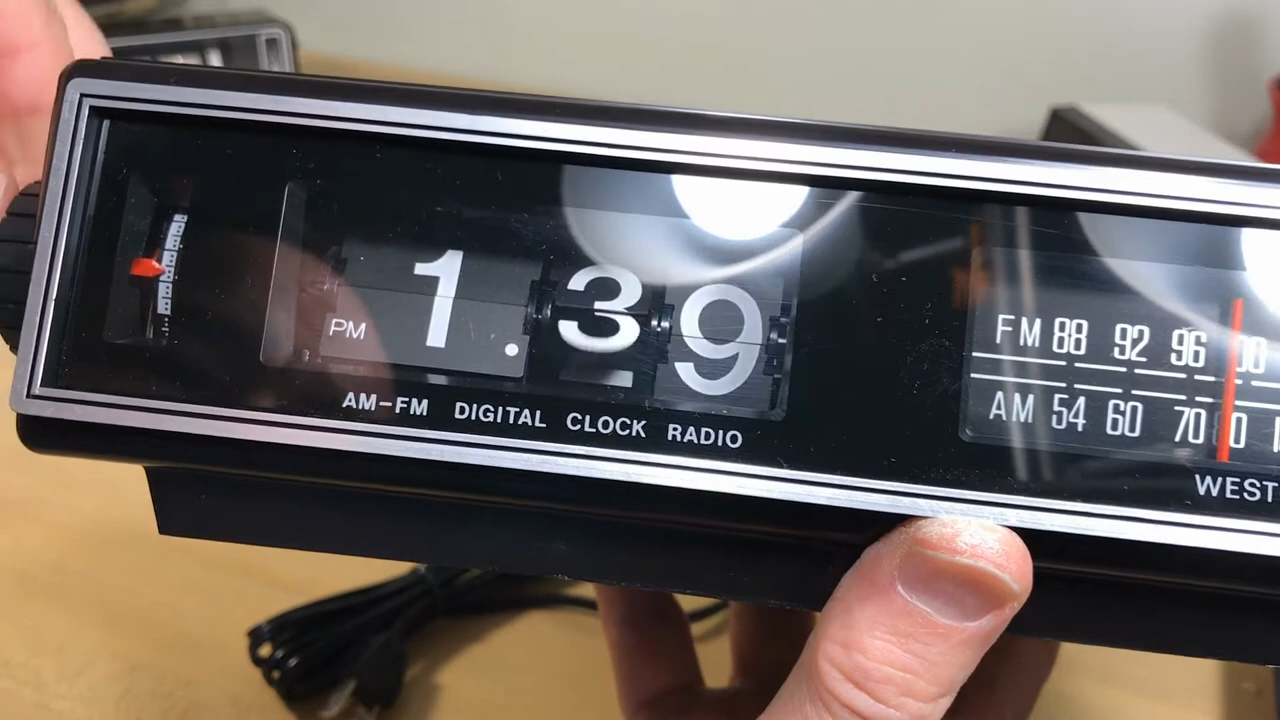 PM 1. 39
AM-FM DIGITAL CLOCK RADIO
FM 88 92 96
AM 54 60 70
WEST